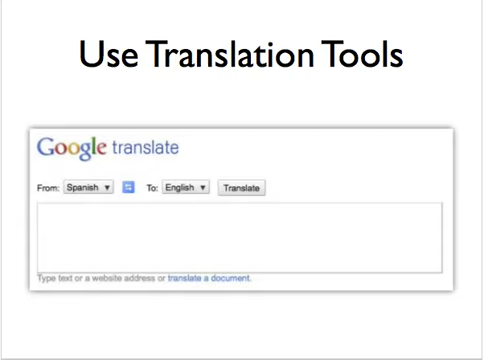 Use Translation Tools
Google translate
From: Spanish ▼ To: English ▼ Translate
Type text or a website address or translate a document.